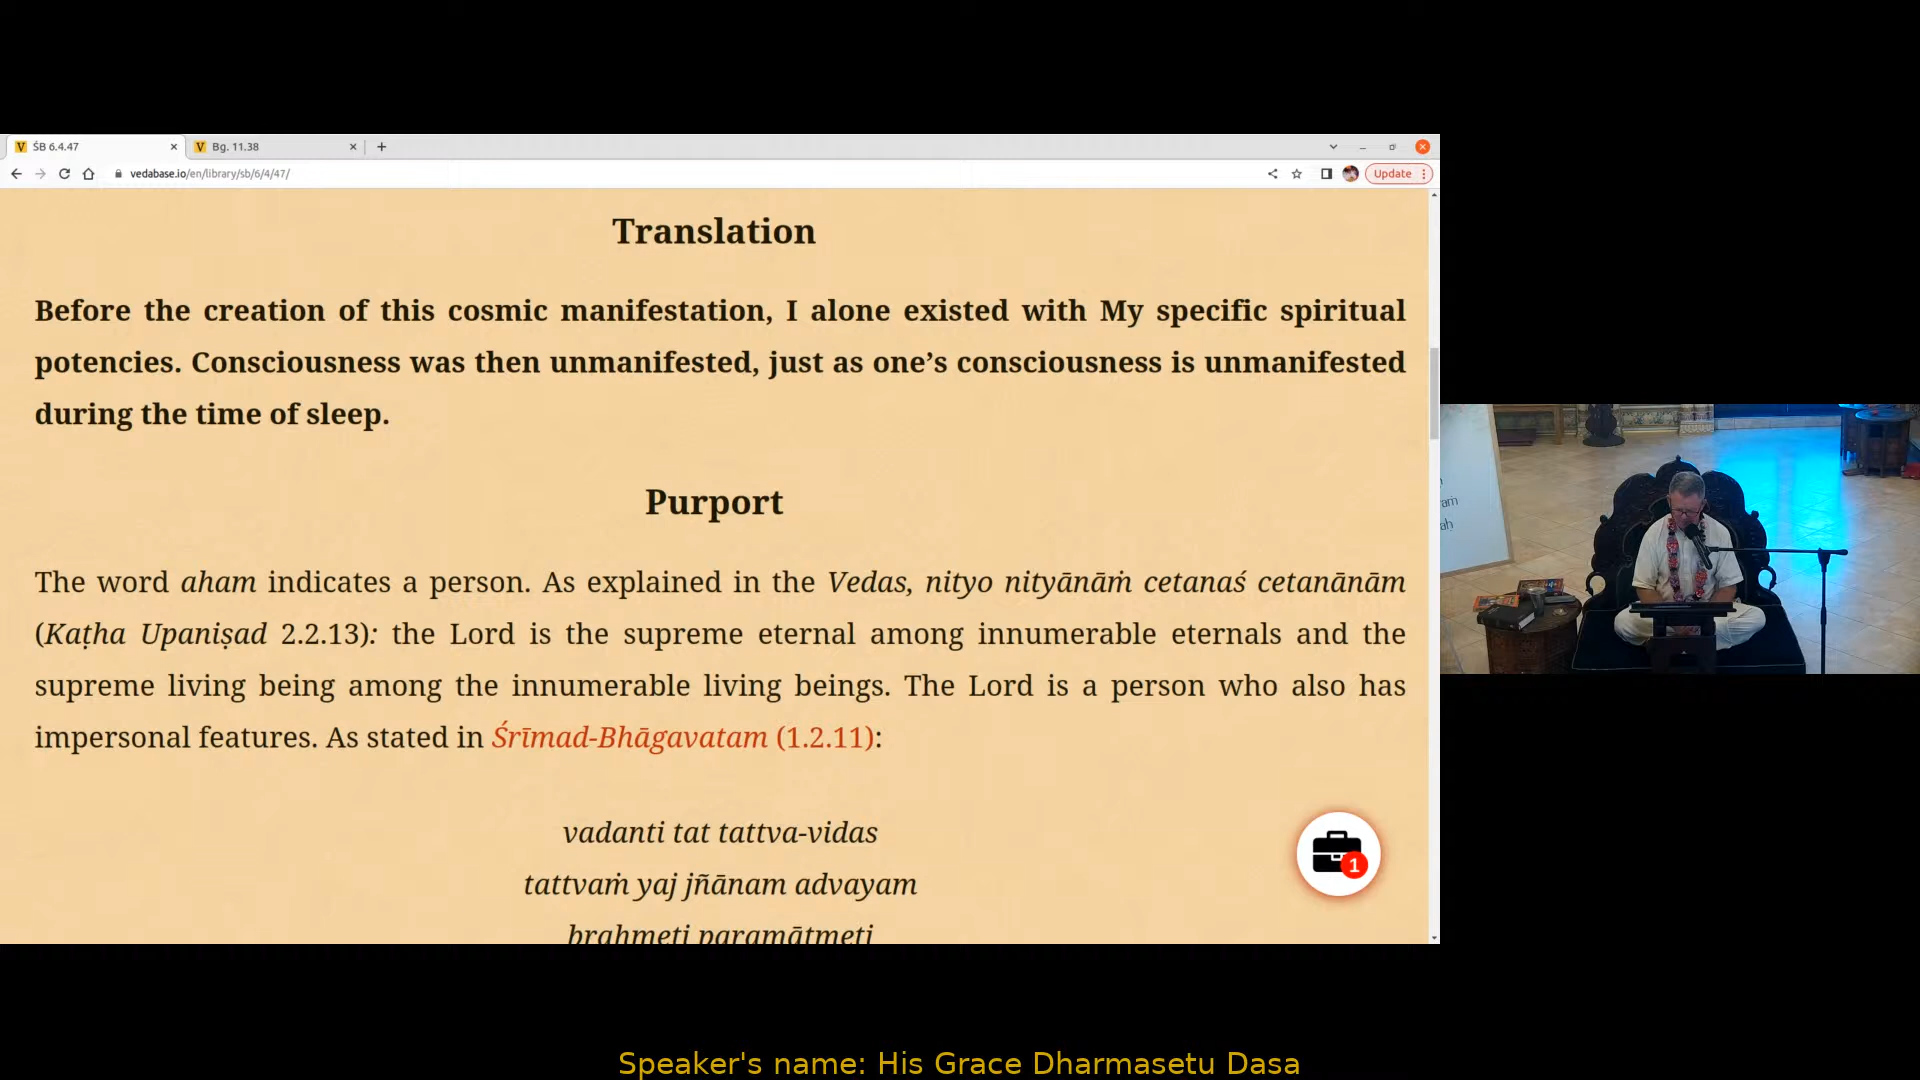 ŚB 6.4.47
Bg. 11.38
vedabase.io/en/library/sb/6/4/47/
Update
Translation
Before the creation of this cosmic manifestation, I alone existed with My specific spiritual
potencies. Consciousness was then unmanifested, just as one’s consciousness is unmanifested
during the time of sleep.
Purport
The word aham indicates a person. As explained in the Vedas, nityo nityānāṁ cetanaś cetanānām
(Kaṭha Upaniṣad 2.2.13): the Lord is the supreme eternal among innumerable eternals and the
supreme living being among the innumerable living beings. The Lord is a person who also has
impersonal features. As stated in Śrīmad-Bhāgavatam (1.2.11):
vadanti tat tattva-vidas
tattvaṁ yaj jñānam advayam
brahmeti paramātmeti
1
Speaker's name: His Grace Dharmasetu Dasa